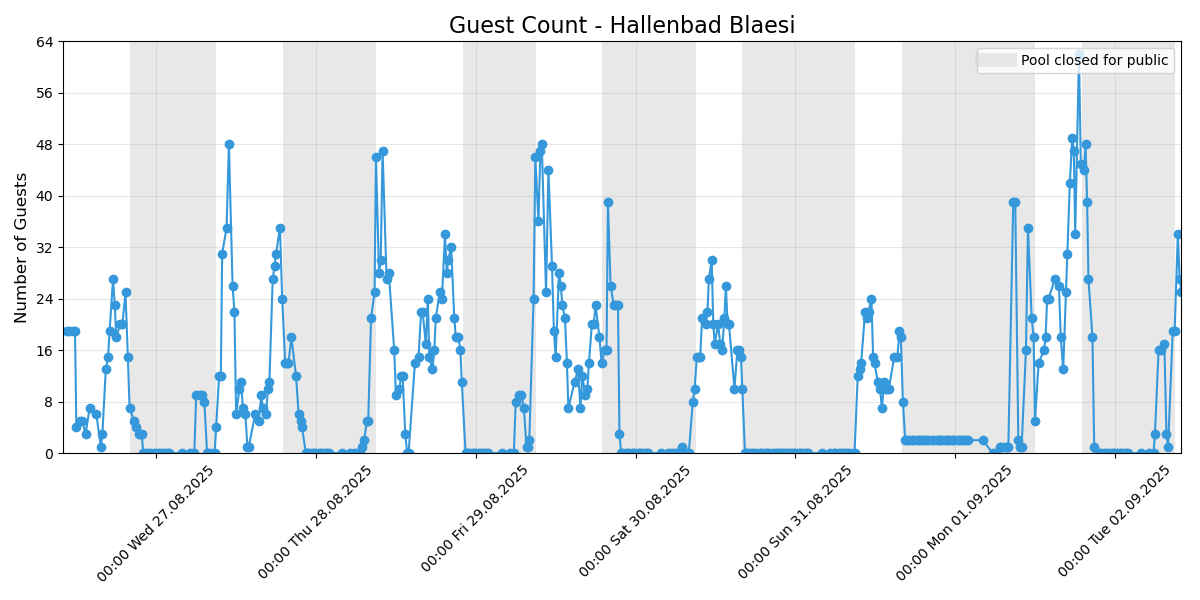 Guest Count - Hallenbad Blaesi
Pool closed for public
Number of Guests
64
56
48
40
32
24
16
8
0
00:00 Wed 27.08.2025
00:00 Thu 28.08.2025
00:00 Fri 29.08.2025
00:00 Sat 30.08.2025
00:00 Sun 31.08.2025
00:00 Mon 01.09.2025
00:00 Tue 02.09.2025